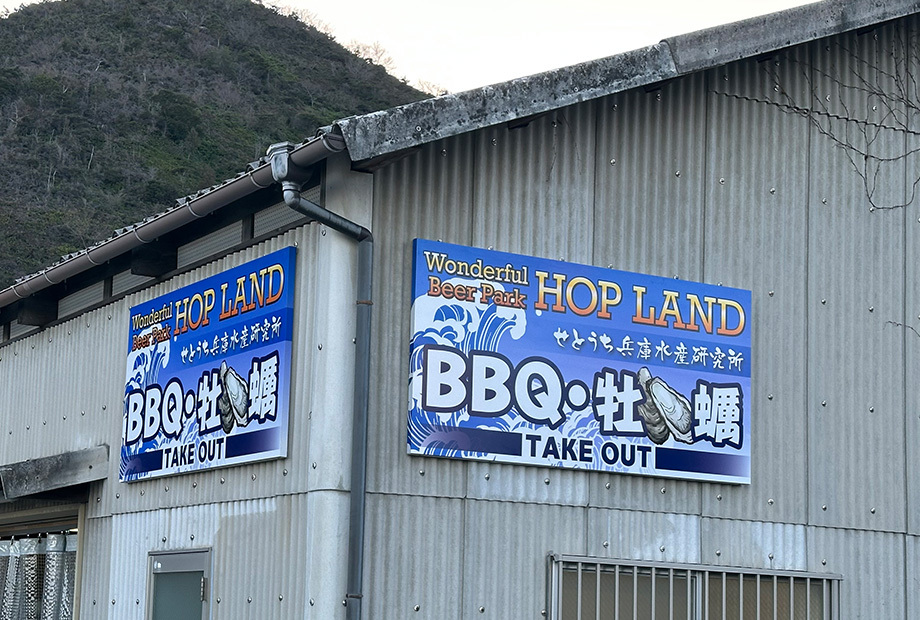 Wonderful
Beer Park
HOP LAND
せとうち兵庫水産研究所
BBQ・牡蠣
TAKE OUT
Wonderful
Beer Park
HOP LAND
せとうち兵庫水産研究所
BBQ・牡蠣
TAKE OUT